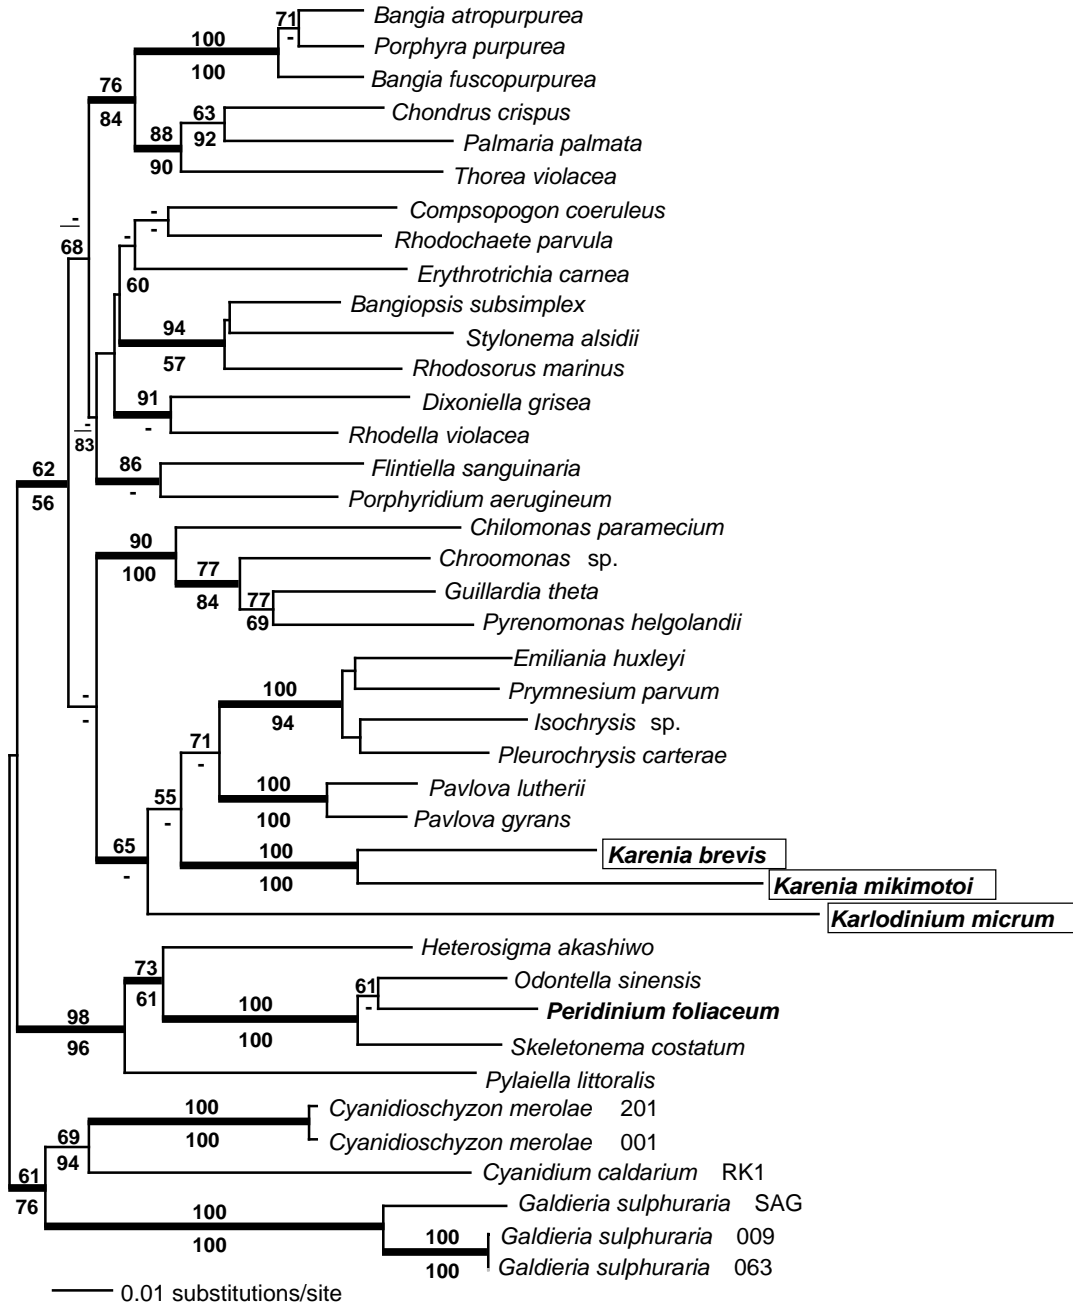 71
Bangia atropurpurea
-
100
Porphyra purpurea
100
Bangia fuscopurpurea
76
63
Chondrus crispus
84
88
92
Palmaria palmata
90
Thorea violacea
-
Compsopogon coeruleus
-
-
-
Rhodochaete parvula
68
60
Erythrotrichia carnea
Bangiopsis subsimplex
94
Stylonema alsidii
57
Rhodosorus marinus
91
Dixoniella grisea
-
83
-
Rhodella violacea
62
86
Flintiella sanguinaria
56
-
Porphyridium aerugineum
90
Chilomonas paramecium
100
77
Chroomonas sp.
84
77
Guillardia theta
69
Pyrenomonas helgolandii
Emiliania huxleyi
-
-
100
Prymnesium parvum
94
Isochrysis sp.
71
-
Pleurochrysis carterae
100
Pavlova lutherii
55
-
100
Pavlova gyrans
65
-
100
Karenia brevis
100
Karenia mikimotoi
Karlodinium micrum
Heterosigma akashiwo
73
61
61
-
Odontella sinensis
100
Peridinium foliaceum
98
100
Skeletonema costatum
96
Pylaiella littoralis
100
Cyanidioschyzon merolae 201
69
100
Cyanidioschyzon merolae 001
94
Cyanidium caldarium RK1
61
76
Galdieria sulphuraria SAG
100
100
100
Galdieria sulphuraria 009
100
Galdieria sulphuraria 063
0.01 substitutions/site